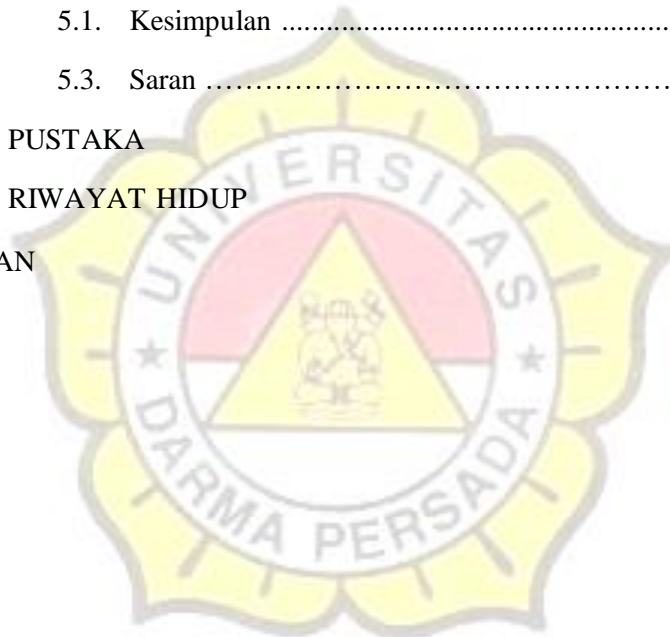 5.1. Kesimpulan ........................................................
5.3. Saran ……………………………………………
PUSTAKA
RIWAYAT HIDUP
AN
UNIVERSITAS
DARMA PERSADA